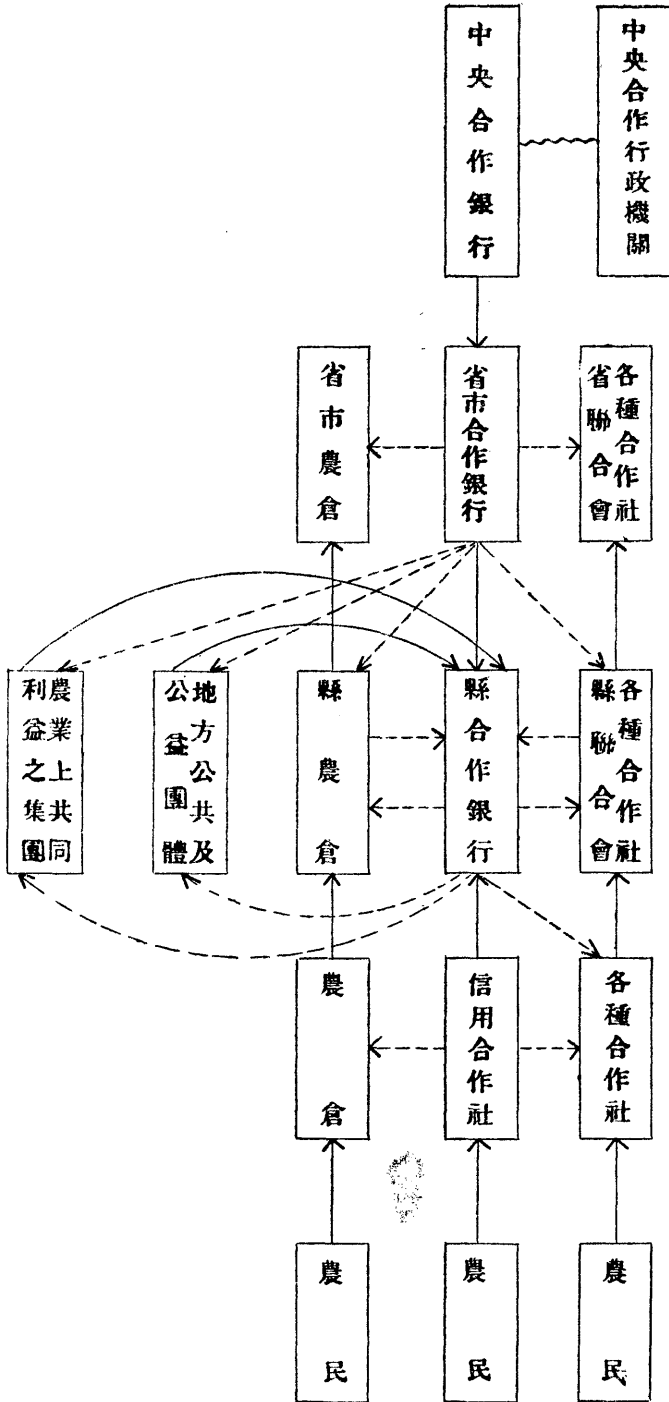 中央合作行政機關
中央合作銀行
各種合作社
省聯合會
省市合作銀行
省市農倉
各種合作社
縣聯合會
縣合作銀行
縣農倉
地方公共及
公益團體
農業上共同
利益之集團
各種合作社
信用合作社
農倉
農民
農民
農民